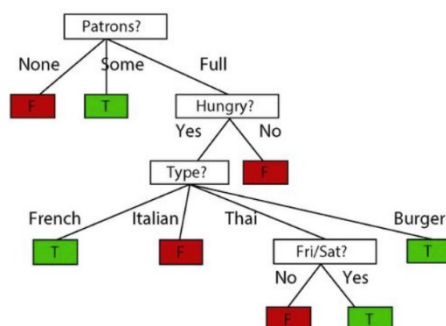 Patrons?
None Some Full
F T Hungry?
Yes No
Type? F
French Italian Thai Burger
T F Fri/Sat? T
No Yes
F T